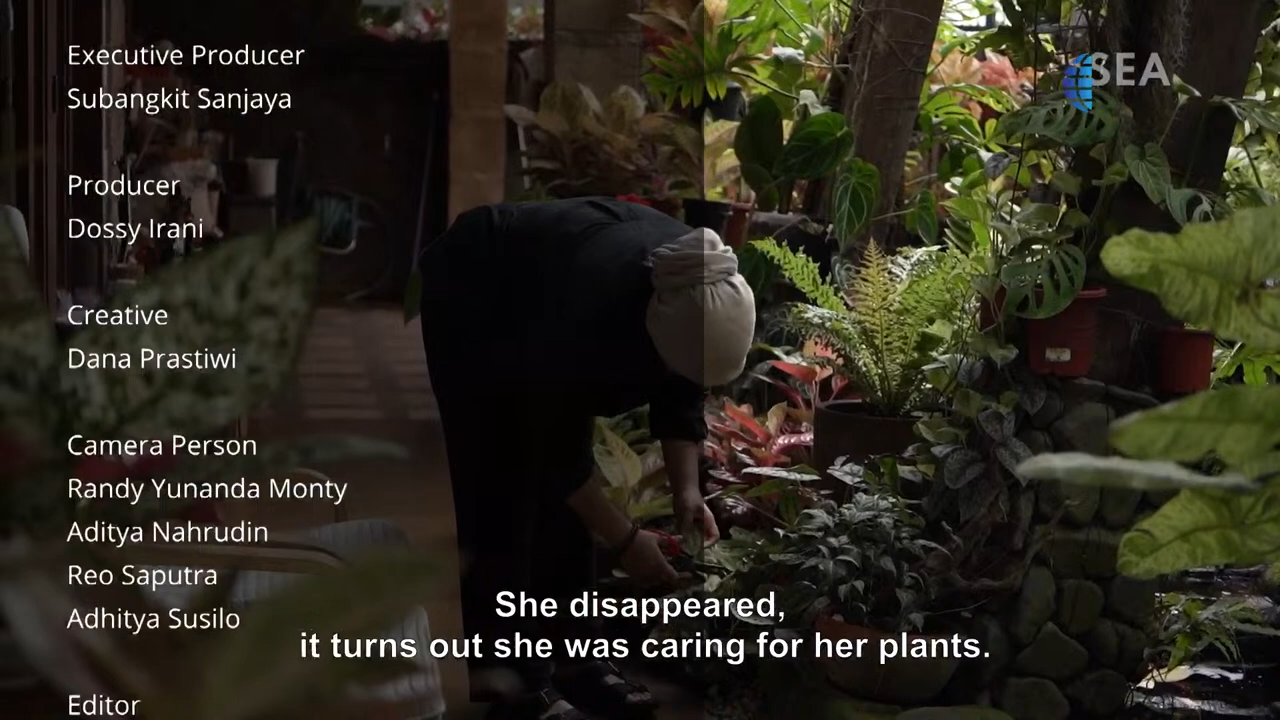 Executive Producer
Subangkit Sanjaya
Producer
Dossy Irani
Creative
Dana Prastiwi
Camera Person
Randy Yunanda Monty
Aditya Nahrudin
Reo Saputra
Adhitya Susilo
Editor
SEA
She disappeared,
it turns out she was caring for her plants.